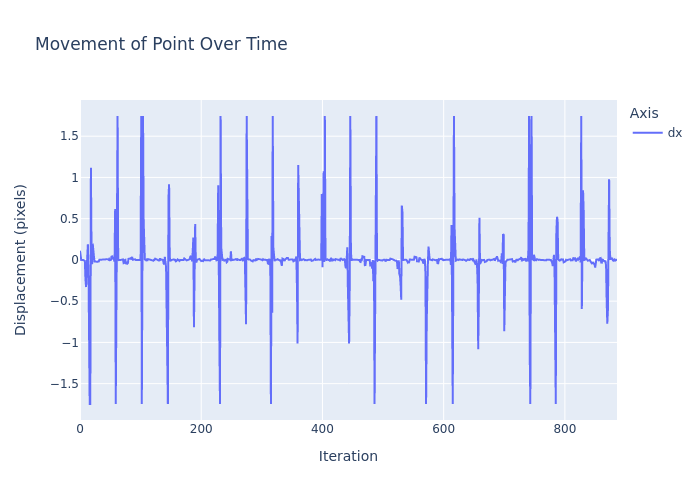 Movement of Point Over Time
Axis
dx
Displacement (pixels)
1.5
1
0.5
0
−0.5
−1
−1.5
0 200 400 600 800
Iteration